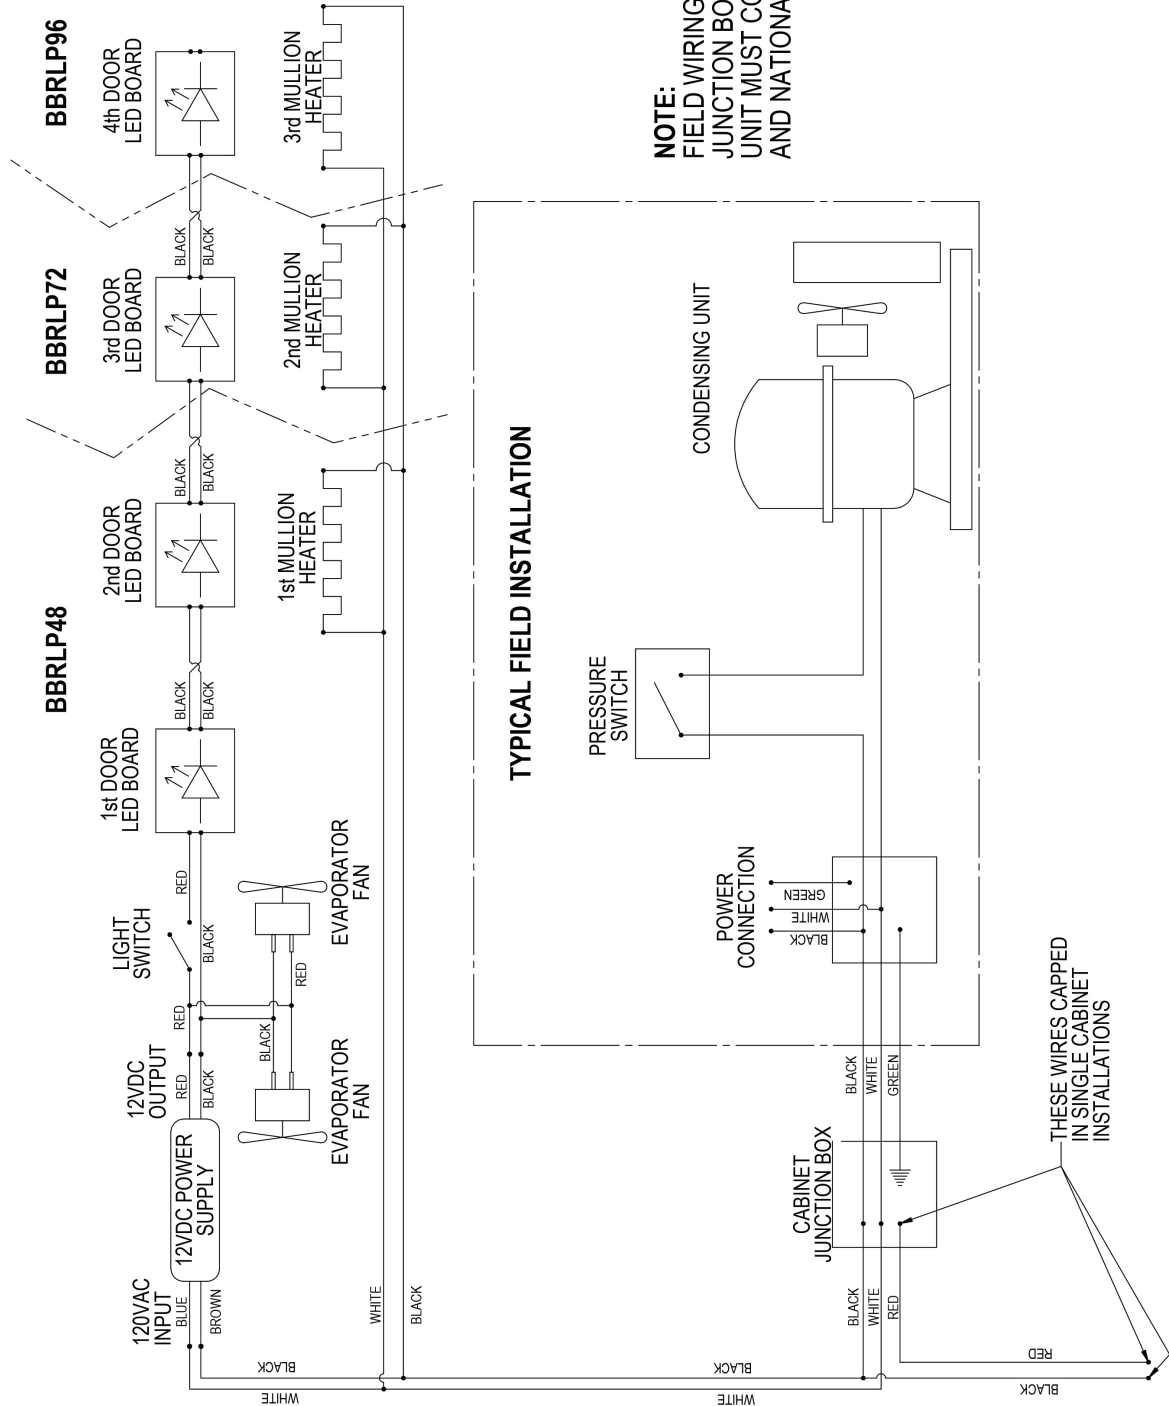 BBRLP48
BBRLP72
BBRLP96
1st DOOR
LED BOARD
2nd DOOR
LED BOARD
3rd DOOR
LED BOARD
4th DOOR
LED BOARD
120VAC
INPUT
BLUE
BROWN
12VDC POWER
SUPPLY
12VDC
OUTPUT
RED
BLACK
RED
LIGHT
SWITCH
RED
BLACK
BLACK
BLACK
BLACK
BLACK
BLACK
BLACK
EVAPORATOR
FAN
BLACK
RED
EVAPORATOR
FAN
1st MULLION
HEATER
2nd MULLION
HEATER
3rd MULLION
HEATER
WHITE
BLACK
BLACK
WHITE
BLACK
WHITE
TYPICAL FIELD INSTALLATION
PRESSURE
SWITCH
CONDENSING UNIT
POWER
CONNECTION
GREEN
WHITE
BLACK
BLACK
WHITE
GREEN
CABINET
JUNCTION BOX
BLACK
WHITE
RED
RED
BLACK
THESE WIRES CAPPED
IN SINGLE CABINET
INSTALLATIONS
NOTE:
FIELD WIRING
JUNCTION BO
UNIT MUST CO
AND NATIONA